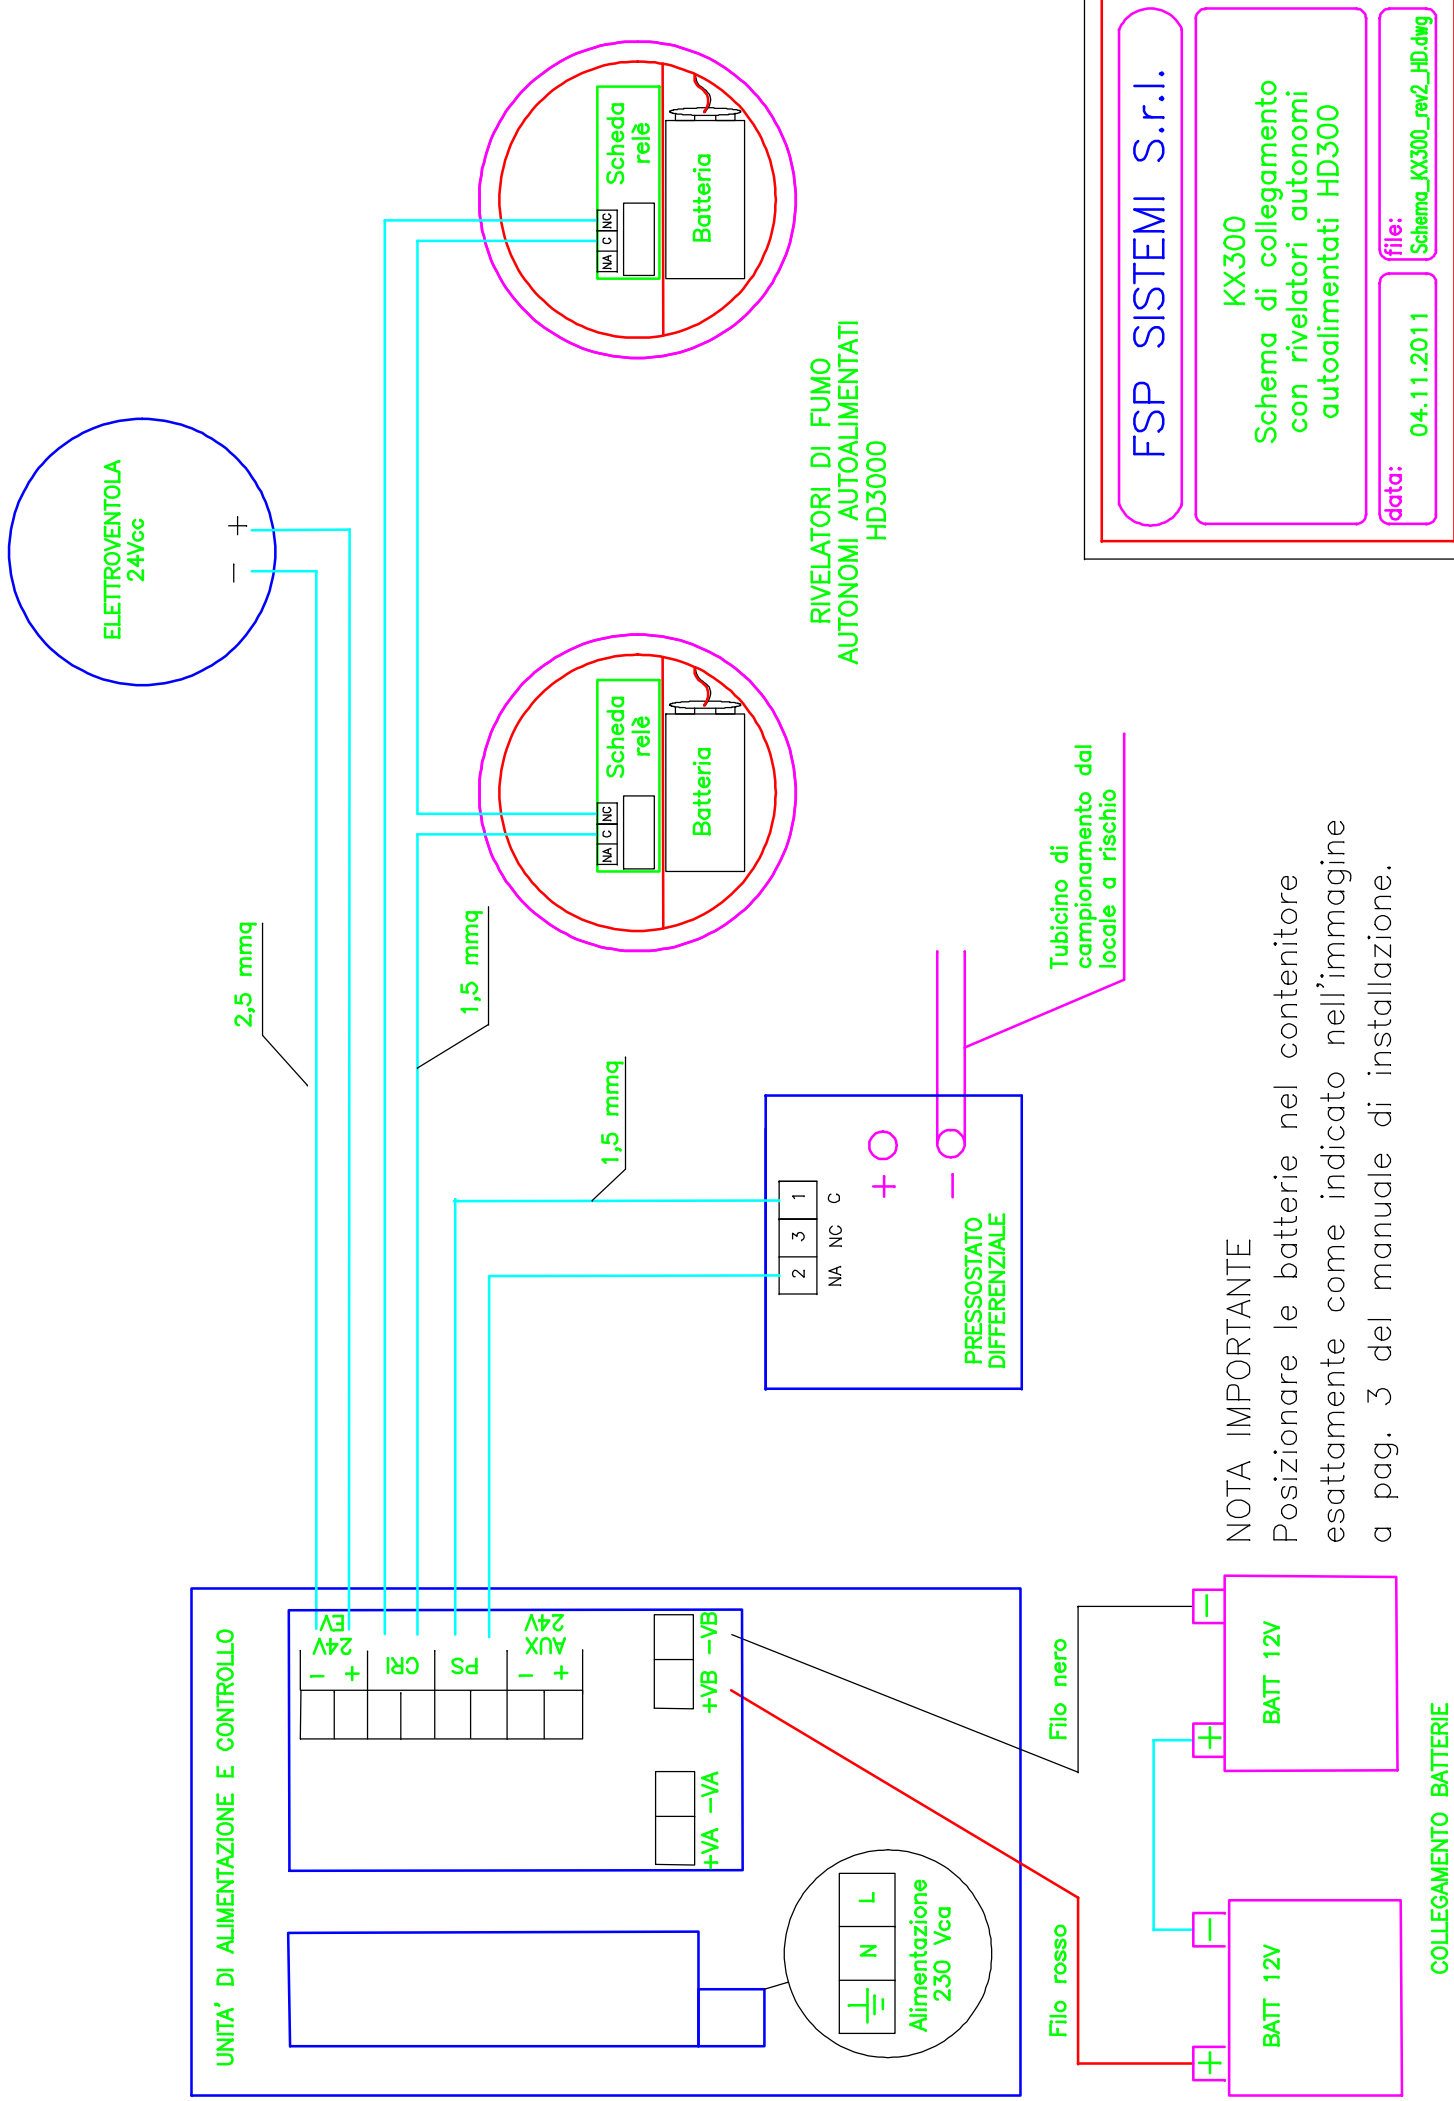 UNITA' DI ALIMENTAZIONE E CONTROLLO
24V
EV
-
+
CRI
PS
AUX
24V
-
+
+VA -VA
+VB -VB
N L
Alimentazione
230 Vca
Filo rosso
Filo nero
+
-
+
-
BATT 12V
BATT 12V
COLLEGAMENTO BATTERIE
2,5 mmq
1,5 mmq
1,5 mmq
ELETTROVENTOLA
24Vcc
- +
NA C NC
Scheda
relè
Batteria
NA C NC
Scheda
relè
Batteria
RIVELATORI DI FUMO
AUTONOMI AUTOALIMENTATI
HD3000
2 3 1
NA NC C
+
-
PRESSOSTATO
DIFFERENZIALE
Tubicino di
campionamento dal
locale a rischio
NOTA IMPORTANTE
Posizionare le batterie nel contenitore
esattamente come indicato nell'immagine
a pag. 3 del manuale di installazione.
FSP SISTEMI S.r.l.
KX300
Schema di collegamento
con rivelatori autonomi
autoalimentati HD300
data:
04.11.2011
file:
Schema_KX300_rev2_HD.dwg